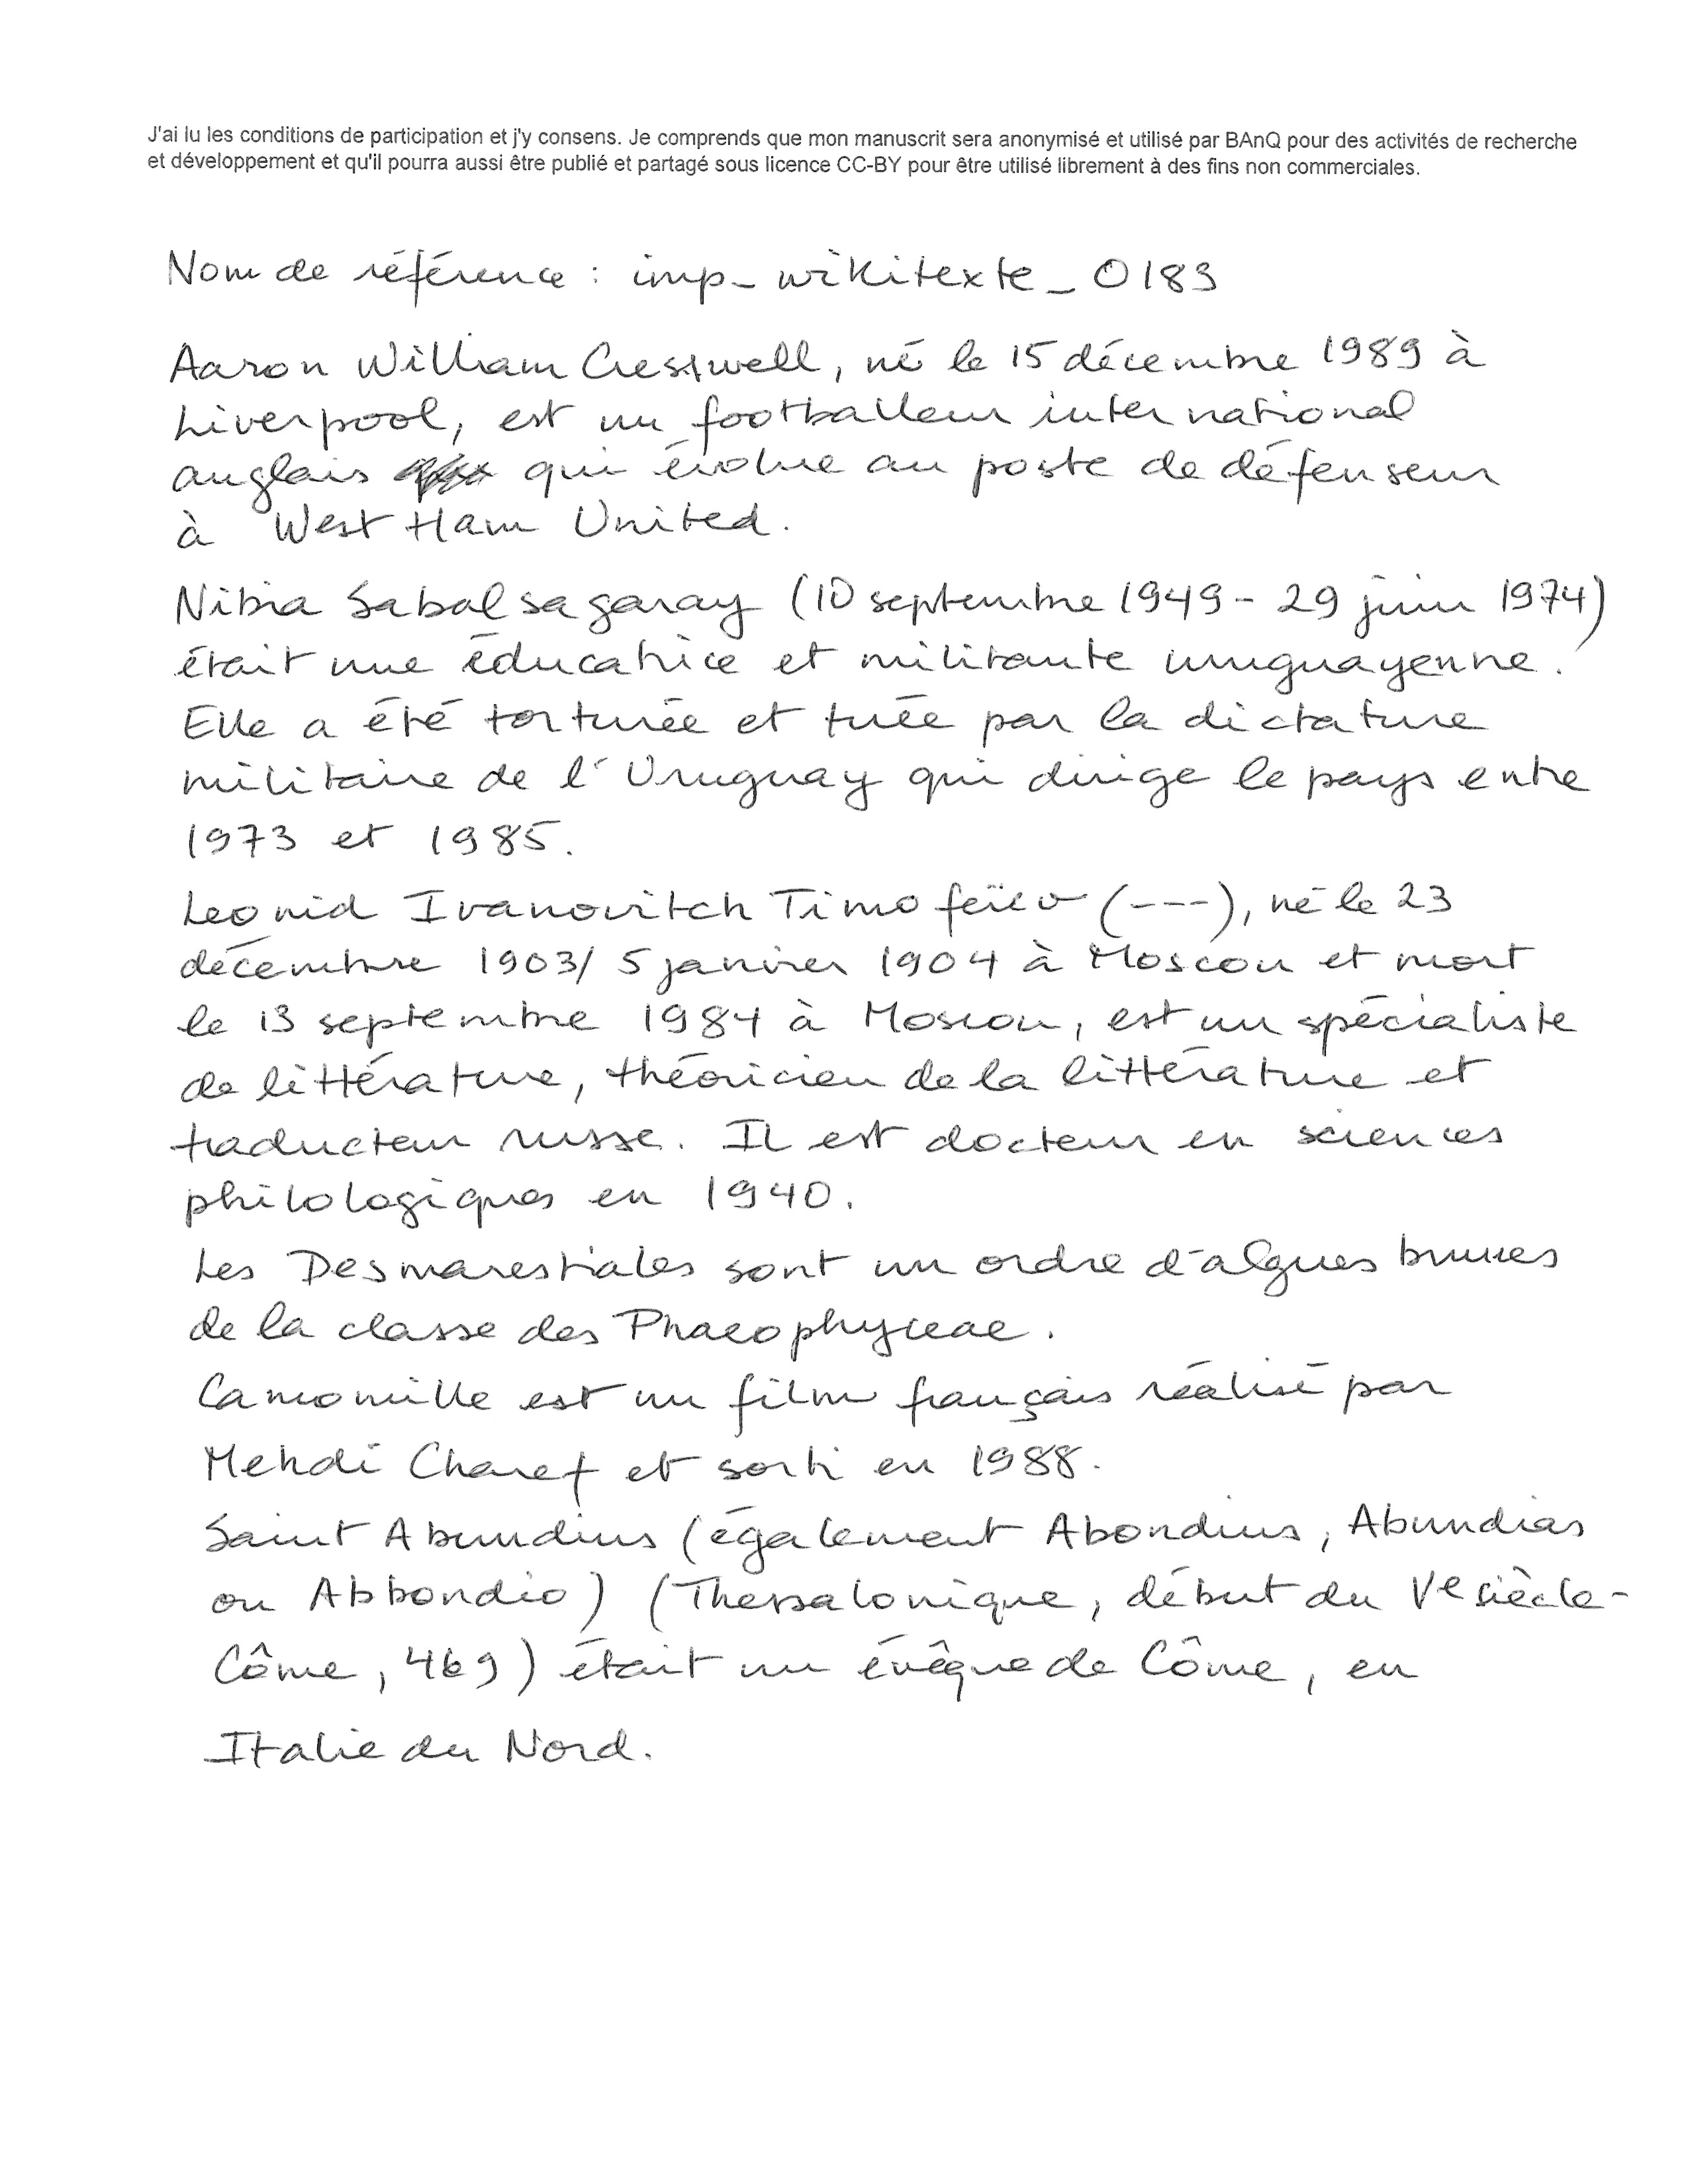 J'ai lu les conditions de participation et j'y consens. Je comprends que mon manuscrit sera anonymisé et utilisé par BAnQ pour des activités de recherche
et développement et qu'il pourra aussi être publié et partagé sous licence CC-BY pour être utilisé librement à des fins non commerciales.
Nom de référence : imp_wikitexte_0183
Aaron William Cresswell, né le 15 décembre 1989 à
Liverpool, est un footballeur international
anglais qui évolue au poste de défenseur
à West Ham United.
Nibia Sabalsagaray (10 septembre 1949 - 29 juin 1974)
était une éducatrice et militante uruguayenne.
Elle a été torturée et tuée par la dictature
militaire de l'Uruguay qui dirige le pays entre
1973 et 1985.
Leonid Ivanovitch Timofeïev (---), né le 23
décembre 1903/ 5 janvier 1904 à Moscou et mort
le 13 septembre 1984 à Moscou, est un spécialiste
de littérature, théoricien de la littérature et
traducteur russe. Il est docteur en sciences
philologiques en 1940.
Les Desmarestiales sont un ordre d'algues brunes
de la classe des Phaeophyceae.
Camomille est un film français réalisé par
Mehdi Charef et sorti en 1988.
Saint Abundius (également Abondius, Abundias
ou Abbondio) (Thessalonique, début du Ve siècle-
Côme, 469) était un évêque de Côme, en
Italie du Nord.